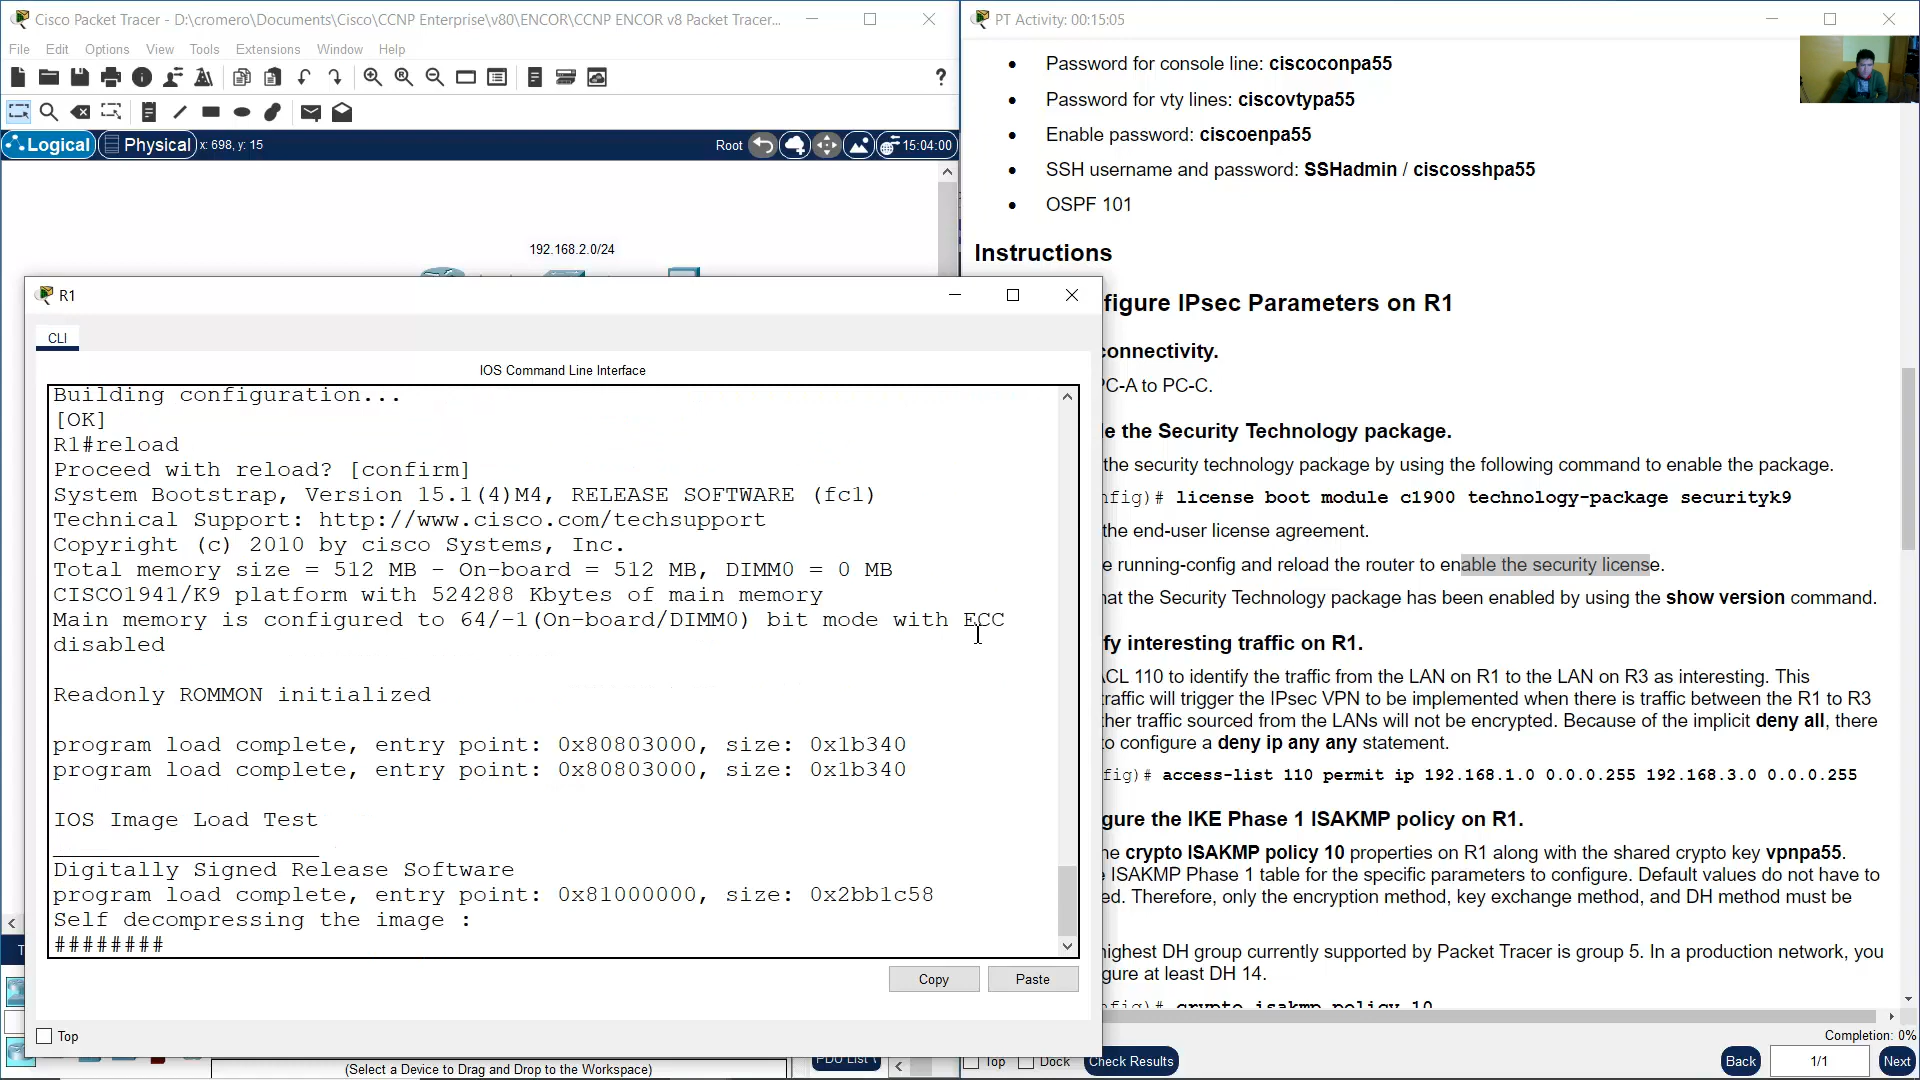 Cisco Packet Tracer - D:\cromero\Documents\Cisco\CCNP Enterprise\v80\ENCOR\CCNP ENCOR v8 Packet Tracer...
File Edit Options View Tools Extensions Window Help
Logical Physical x: 698, y: 15
Root 15:04:00
192.168.2.0/24
R1
CLI
IOS Command Line Interface
Building configuration...
[OK]
R1#reload
Proceed with reload? [confirm]
System Bootstrap, Version 15.1(4)M4, RELEASE SOFTWARE (fc1)
Technical Support: http://www.cisco.com/techsupport
Copyright (c) 2010 by cisco Systems, Inc.
Total memory size = 512 MB - On-board = 512 MB, DIMM0 = 0 MB
CISCO1941/K9 platform with 524288 Kbytes of main memory
Main memory is configured to 64/-1(On-board/DIMM0) bit mode with ECC
disabled
Readonly ROMMON initialized
program load complete, entry point: 0x80803000, size: 0x1b340
program load complete, entry point: 0x80803000, size: 0x1b340
IOS Image Load Test
___________________
Digitally Signed Release Software
program load complete, entry point: 0x81000000, size: 0x2bb1c58
Self decompressing the image :
########
Copy Paste
Top
(Select a Device to Drag and Drop to the Workspace)
PT Activity: 00:15:05
• Password for console line: ciscoconpa55
• Password for vty lines: ciscovtypa55
• Enable password: ciscoenpa55
• SSH username and password: SSHadmin / ciscosshpa55
• OSPF 101
Instructions
figure IPsec Parameters on R1
connectivity.
PC-A to PC-C.
le the Security Technology package.
the security technology package by using the following command to enable the package.
nfig)# license boot module c1900 technology-package securityk9
the end-user license agreement.
e running-config and reload the router to enable the security license.
hat the Security Technology package has been enabled by using the show version command.
fy interesting traffic on R1.
ACL 110 to identify the traffic from the LAN on R1 to the LAN on R3 as interesting. This
traffic will trigger the IPsec VPN to be implemented when there is traffic between the R1 to R3
her traffic sourced from the LANs will not be encrypted. Because of the implicit deny all, there
to configure a deny ip any any statement.
fig)# access-list 110 permit ip 192.168.1.0 0.0.0.255 192.168.3.0 0.0.0.255
gure the IKE Phase 1 ISAKMP policy on R1.
he crypto ISAKMP policy 10 properties on R1 along with the shared crypto key vpnpa55.
e ISAKMP Phase 1 table for the specific parameters to configure. Default values do not have to
ed. Therefore, only the encryption method, key exchange method, and DH method must be
highest DH group currently supported by Packet Tracer is group 5. In a production network, you
gure at least DH 14.
nfig)# crypto isakmp policy 10
Completion: 0%
Top Dock Check Results Back 1/1 Next